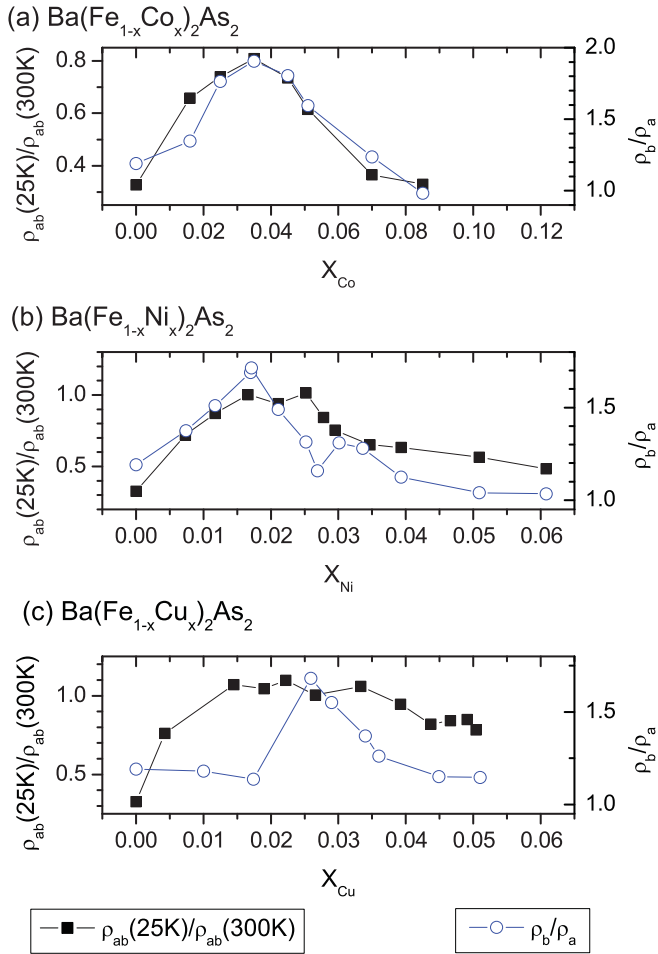 (a) Ba(Fe1-xCox)2As2
ρab(25K)/ρab(300K)
0.8
0.6
0.4
2.0
1.5
1.0
ρb/ρa
0.00 0.02 0.04 0.06 0.08 0.10 0.12
XCo
(b) Ba(Fe1-xNix)2As2
ρab(25K)/ρab(300K)
1.0
0.5
1.5
1.0
ρb/ρa
0.00 0.01 0.02 0.03 0.04 0.05 0.06
XNi
(c) Ba(Fe1-xCux)2As2
ρab(25K)/ρab(300K)
1.0
0.5
1.5
1.0
ρb/ρa
0.00 0.01 0.02 0.03 0.04 0.05 0.06
XCu
ρab(25K)/ρab(300K)
ρb/ρa